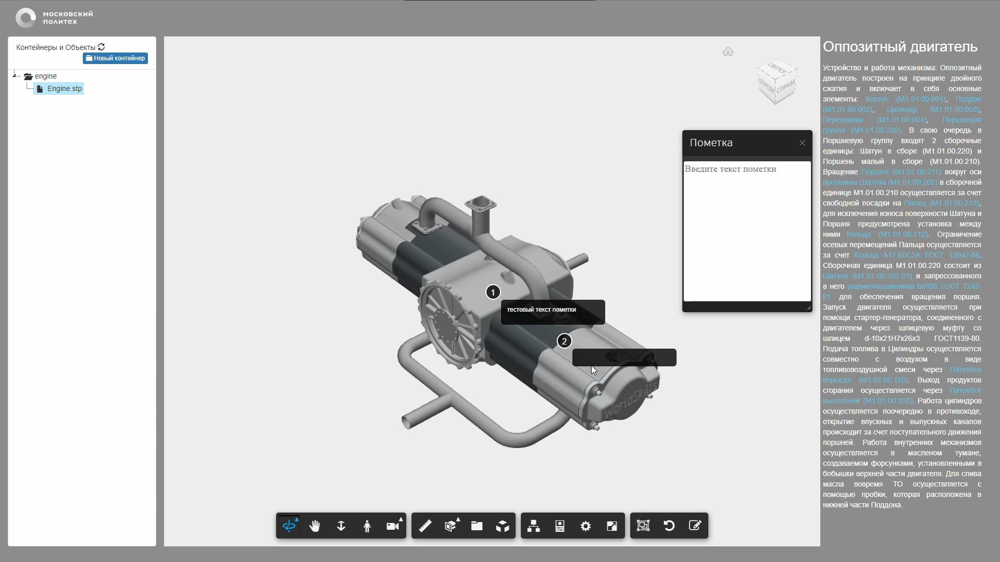 московский
политех
Контейнеры и Объекты
Новый контейнер
engine
Engine.stp
СВЕРХУ
СПЕРЕДИ
СПРАВА
Пометка
Введите текст пометки
1
тестовый текст пометки
2
WorldSkills
Оппозитный двигатель
Устройство и работа механизма: Оппозитный
двигатель построен на принципе двойного
сжатия и включает в себя основные
элементы: Корпус (М1.01.00.001), Поддон
(М1.01.00.002), Цилиндр (М1.01.00.003),
Переходник (М1.01.00.004), Поршневая
группа (М1.01.00.200). В свою очередь в
Поршневую группу входят 2 сборочные
единицы: Шатун в сборе (М1.01.00.220) и
Поршень малый в сборе (М1.01.00.210).
Вращение Поршня (М1.01.00.211) вокруг оси
проушины Шатуна (М1.01.00.202) в сборочной
единице М1.01.00.210 осуществляется за счет
свободной посадки на Палец (М1.01.00.213),
для исключения износа поверхности Шатуна и
Поршня предусмотрена установка между
ними Кольца (М1.01.00.212). Ограничение
осевых перемещений Пальца осуществляется
за счет Кольца А17.60С2А ГОСТ 13942-86.
Сборочная единица М1.01.00.220 состоит из
Шатуна (М1.01.00.202-01) и запрессованного
в него шарикоподшипника 60103 ГОСТ 7242-
81 для обеспечения вращения поршня.
Запуск двигателя осуществляется при
помощи стартер-генератора, соединенного с
двигателем через шлицевую муфту со
шлицем d-10x21H7x26x3 ГОСТ1139-80.
Подача топлива в Цилиндры осуществляется
совместно с воздухом в виде
топливовоздушной смеси через Патрубок
впрыска (М1.01.00.110). Выход продуктов
сгорания осуществляется через Патрубок
выхлопной (М1.01.00.100). Работа цилиндров
осуществляется поочередно в противоходе,
открытие впускных и выпускных каналов
происходит за счет поступательного движения
поршней. Работа внутренних механизмов
осуществляется в масленом тумане,
создаваемом форсунками, установленными в
бобышки верхней части двигателя. Для слива
масла вовремя ТО осуществляется с
помощью пробки, которая расположена в
нижней части Поддона.